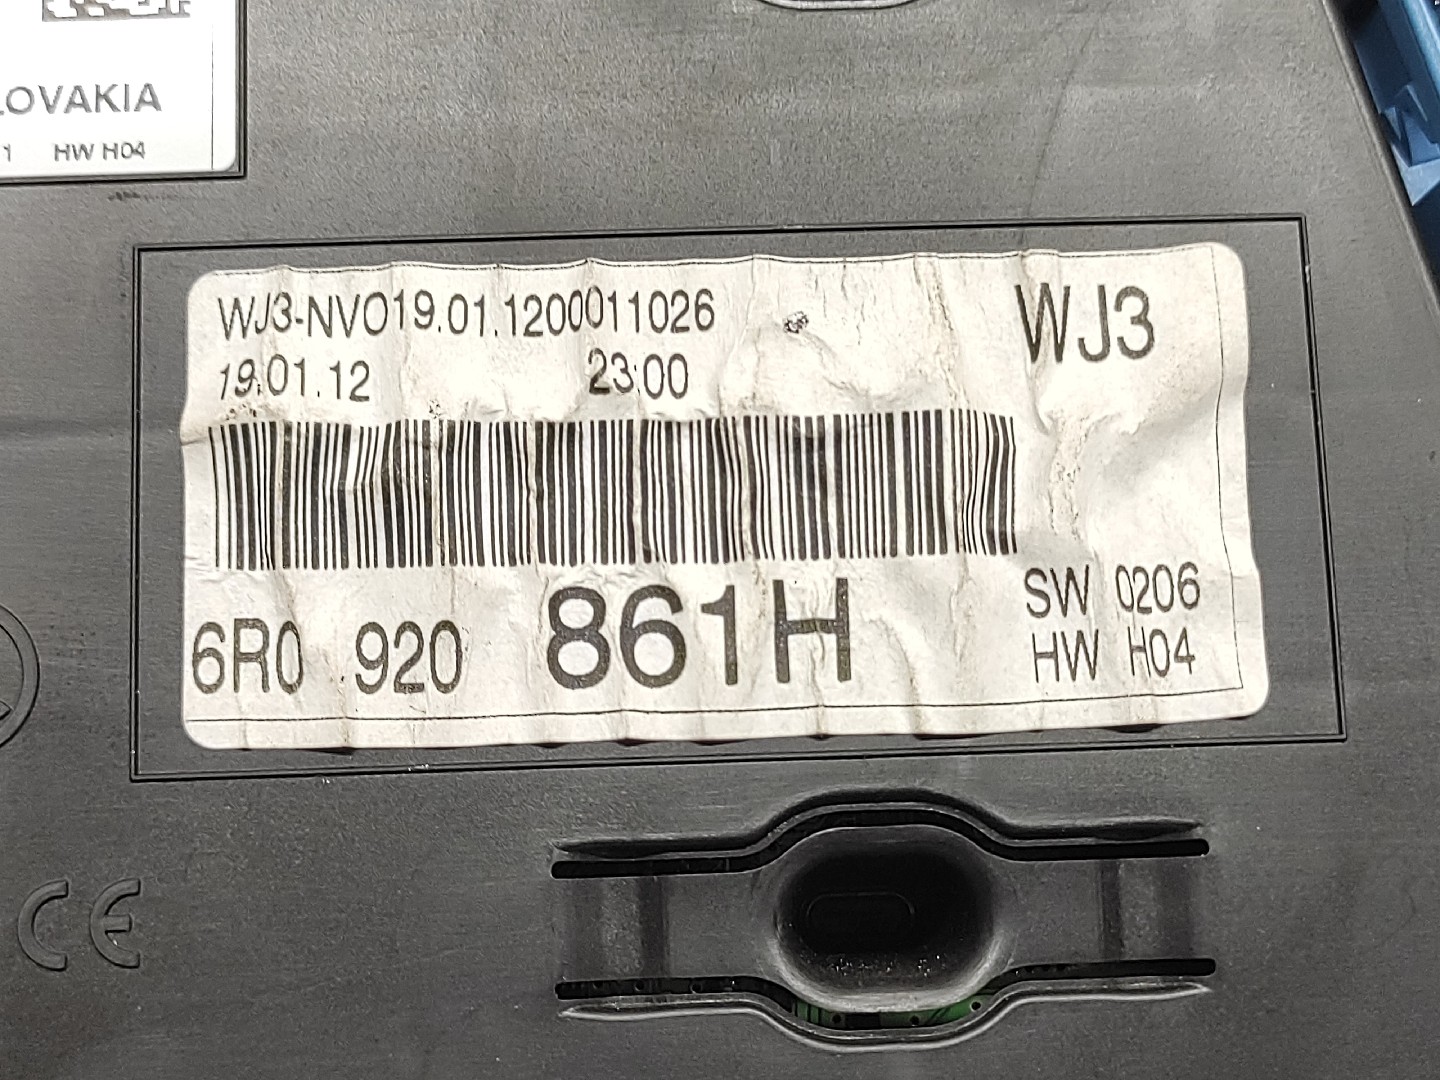 LOVAKIA
1 HW H04
WJ3-NVO19.01.1200011026
WJ3
19.01.12 23:00
6R0 920 861H
SW 0206
HW H04
CE